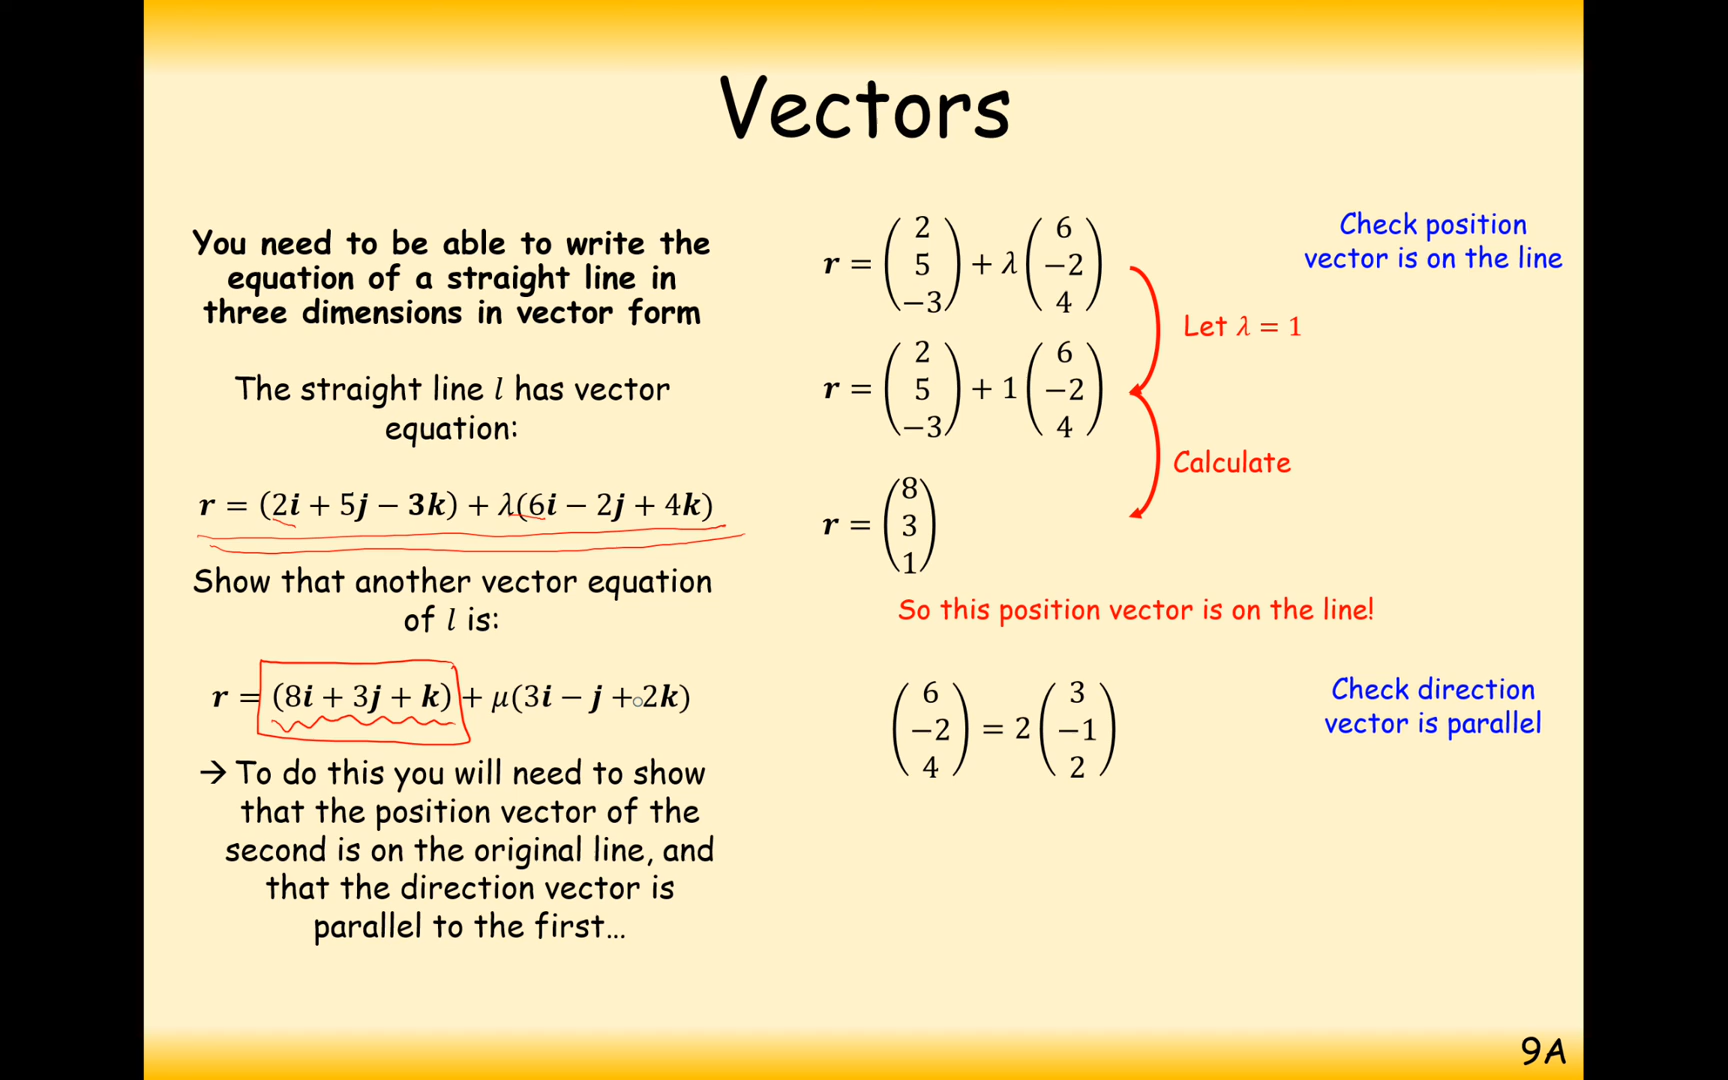 Vectors
You need to be able to write the
equation of a straight line in
three dimensions in vector form
The straight line l has vector
equation:
r = (2i + 5j − 3k) + λ(6i − 2j + 4k)
Show that another vector equation
of l is:
r = (8i + 3j + k) + μ(3i − j + 2k)
→ To do this you will need to show
that the position vector of the
second is on the original line, and
that the direction vector is
parallel to the first…
r = (2 5 −3) + λ (6 −2 4)
Check position
vector is on the line
Let λ = 1
r = (2 5 −3) + 1 (6 −2 4)
Calculate
r = (8 3 1)
So this position vector is on the line!
(6 −2 4) = 2 (3 −1 2)
Check direction
vector is parallel
9A